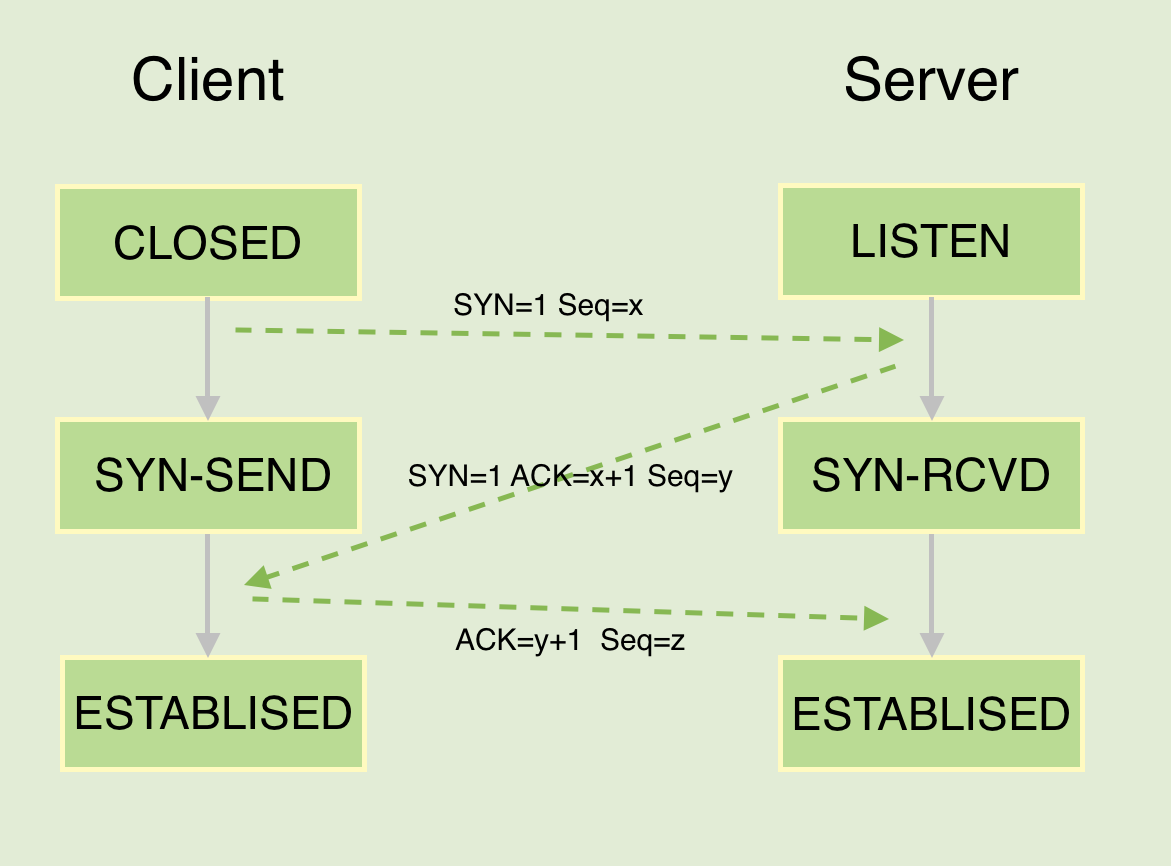 Client
Server
CLOSED
LISTEN
SYN=1 Seq=x
SYN-SEND
SYN=1 ACK=x+1 Seq=y
SYN-RCVD
ACK=y+1  Seq=z
ESTABLISED
ESTABLISED